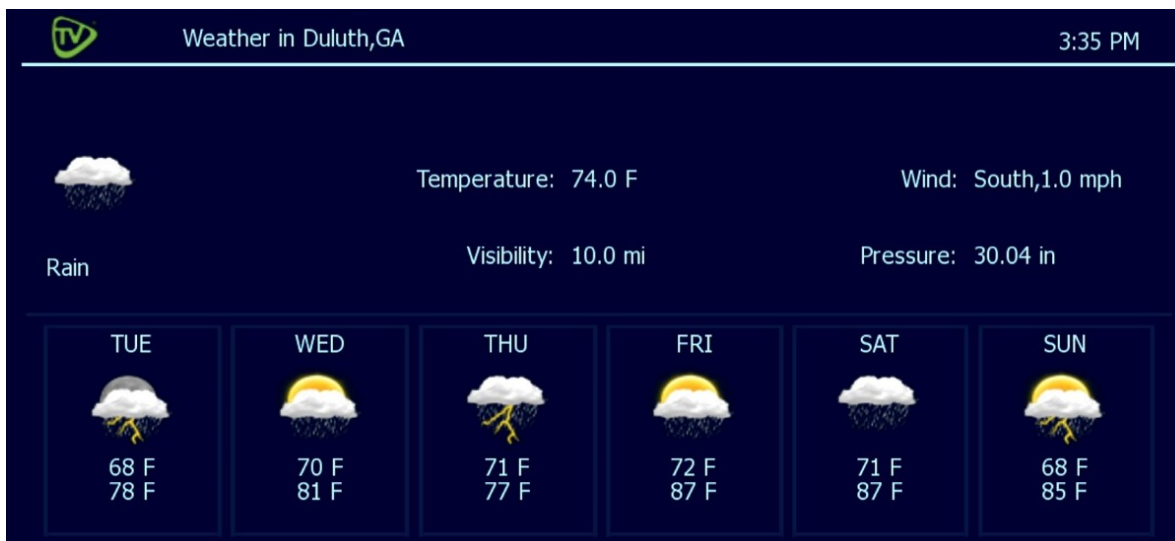 TV
Weather in Duluth,GA
3:35 PM
Temperature: 74.0 F
Wind: South,1.0 mph
Rain
Visibility: 10.0 mi
Pressure: 30.04 in
TUE
68 F
78 F
WED
70 F
81 F
THU
71 F
77 F
FRI
72 F
87 F
SAT
71 F
87 F
SUN
68 F
85 F